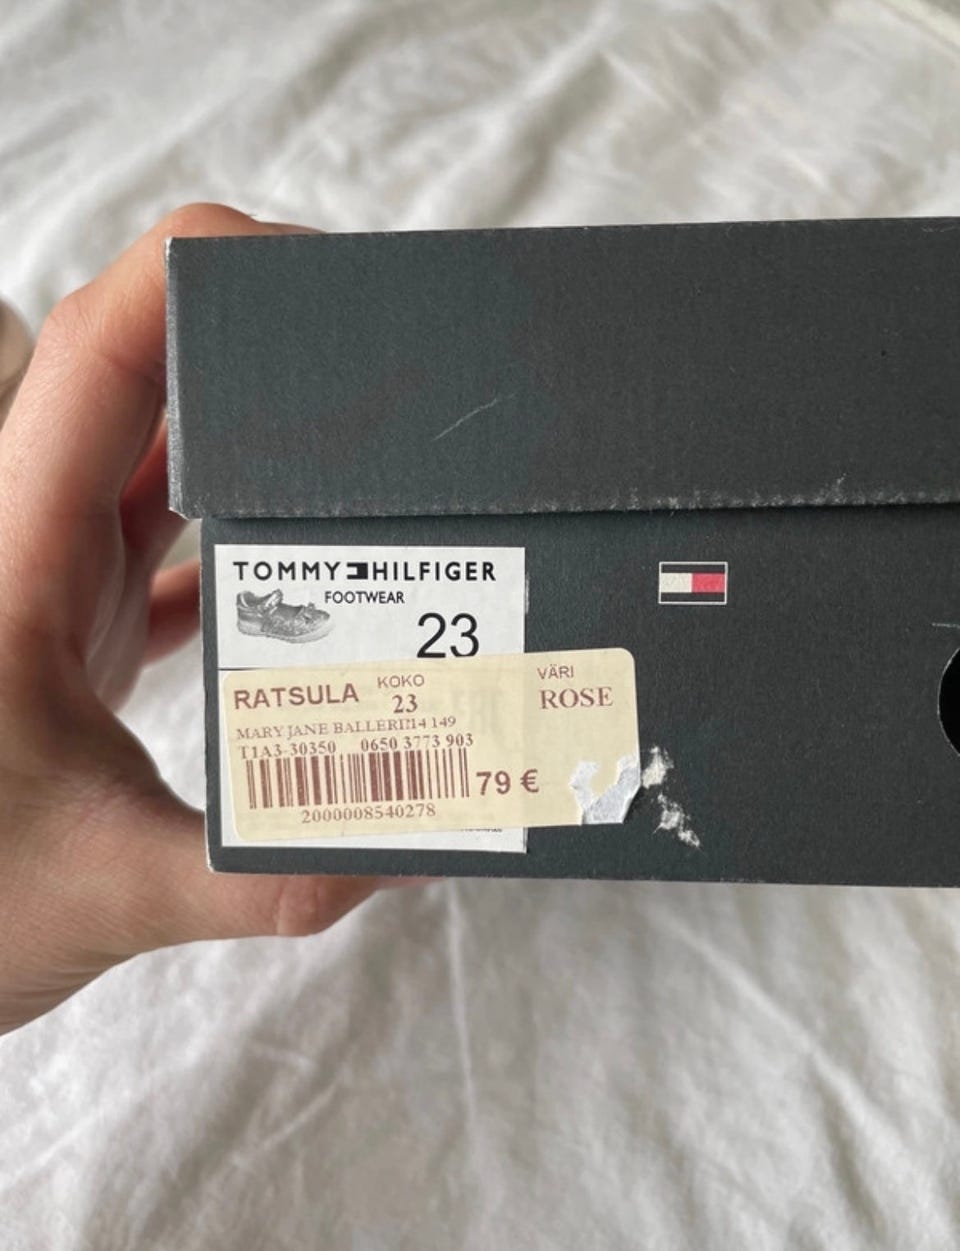 TOMMY HILFIGER
FOOTWEAR
23
RATSULA
KOKO
23
VÄRI
ROSE
MARY JANE BALLERI!14 149
T1A3-30350 0650 3773 903
79 €
2000008540278